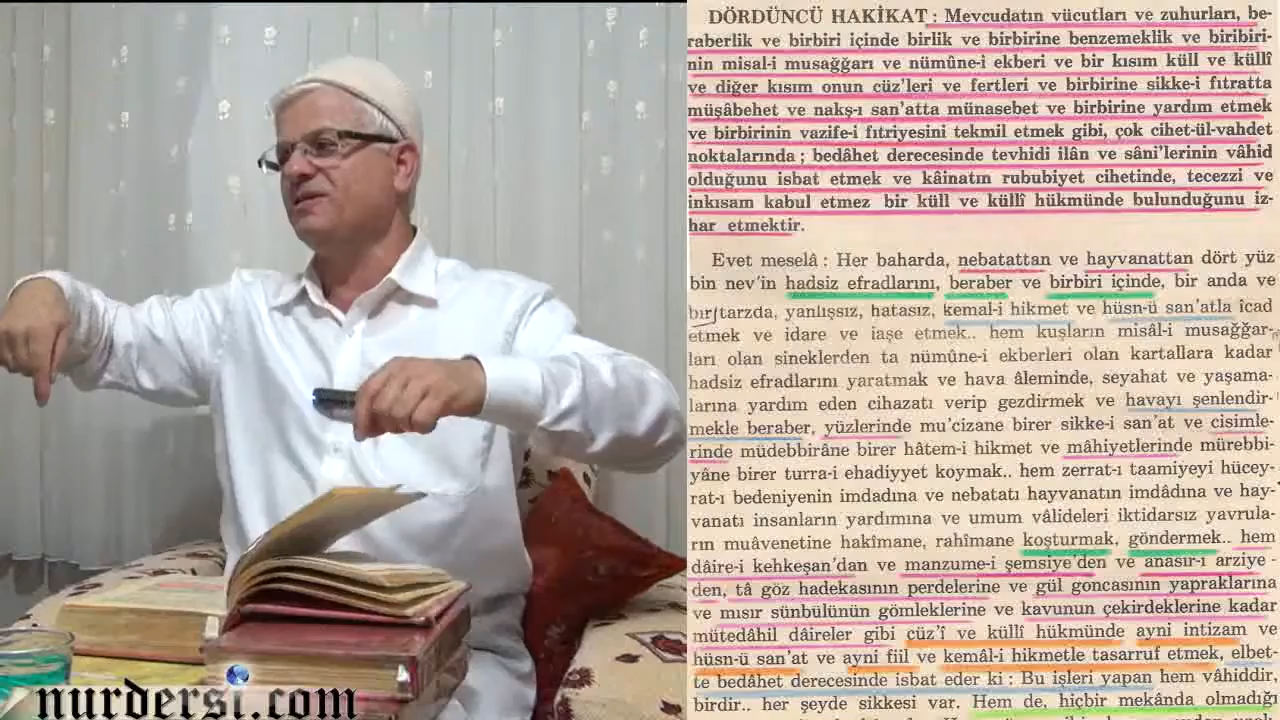 DÖRDÜNCÜ HAKİKAT : Mevcudatın vücutları ve zuhurları, be-
raberlik ve birbiri içinde birlik ve birbirine benzemeklik ve biribiri-
nin misal-i musağğarı ve nümûne-i ekberi ve bir kısım küll ve küllî
ve diğer kısım onun cüz'leri ve fertleri ve birbirine sikke-i fıtratta
müşâbehet ve nakş-ı san'atta münasebet ve birbirine yardım etmek
ve birbirinin vazife-i fıtriyesini tekmil etmek gibi, çok cihet-ül-vahdet
noktalarında ; bedâhet derecesinde tevhidi ilân ve sâni'lerinin vâhid
olduğunu isbat etmek ve kâinatın rububiyet cihetinde, tecezzi ve
inkısam kabul etmez bir küll ve küllî hükmünde bulunduğunu iz-
har etmektir.
Evet meselâ : Her baharda, nebatattan ve hayvanattan dört yüz
bin nev'in hadsiz efradlarını, beraber ve birbiri içinde, bir anda ve
bir tarzda, yanlışsız, hatasız, kemal-i hikmet ve hüsn-ü san'atla îcad
etmek ve idare ve iaşe etmek.. hem kuşların misâl-i musağğar-
ları olan sineklerden ta nümûne-i ekberleri olan kartallara kadar
hadsiz efradlarını yaratmak ve hava âleminde, seyahat ve yaşama-
larına yardım eden cihazatı verip gezdirmek ve havayı şenlendir-
mekle beraber, yüzlerinde mu'cizane birer sikke-i san'at ve cisimle-
rinde müdebbirâne birer hâtem-i hikmet ve mâhiyetlerinde mürebbi-
yâne birer turra-i ehadiyyet koymak.. hem zerrat-ı taamiyeyi hücey-
rat-ı bedeniyenin imdadına ve nebatatı hayvanatın imdâdına ve hay-
vanatı insanların yardımına ve umum vâlideleri iktidarsız yavrula-
rın muâvenetine hakîmane, rahîmane koşturmak, göndermek.. hem
dâire-i kehkeşan'dan ve manzume-i şemsiye'den ve anasır-ı arziye-
den, tâ göz hadekasının perdelerine ve gül goncasının yapraklarına
ve mısır sünbülünün gömleklerine ve kavunun çekirdeklerine kadar
mütedâhil dâireler gibi cüz'î ve küllî hükmünde ayni intizam ve
hüsn-ü san'at ve ayni fiil ve kemâl-i hikmetle tasarruf etmek, elbet-
te bedâhet derecesinde isbat eder ki : Bu işleri yapan hem vâhiddir,
birdir.. her şeyde sikkesi var. Hem de, hiçbir mekânda olmadığı
nurdersi.com